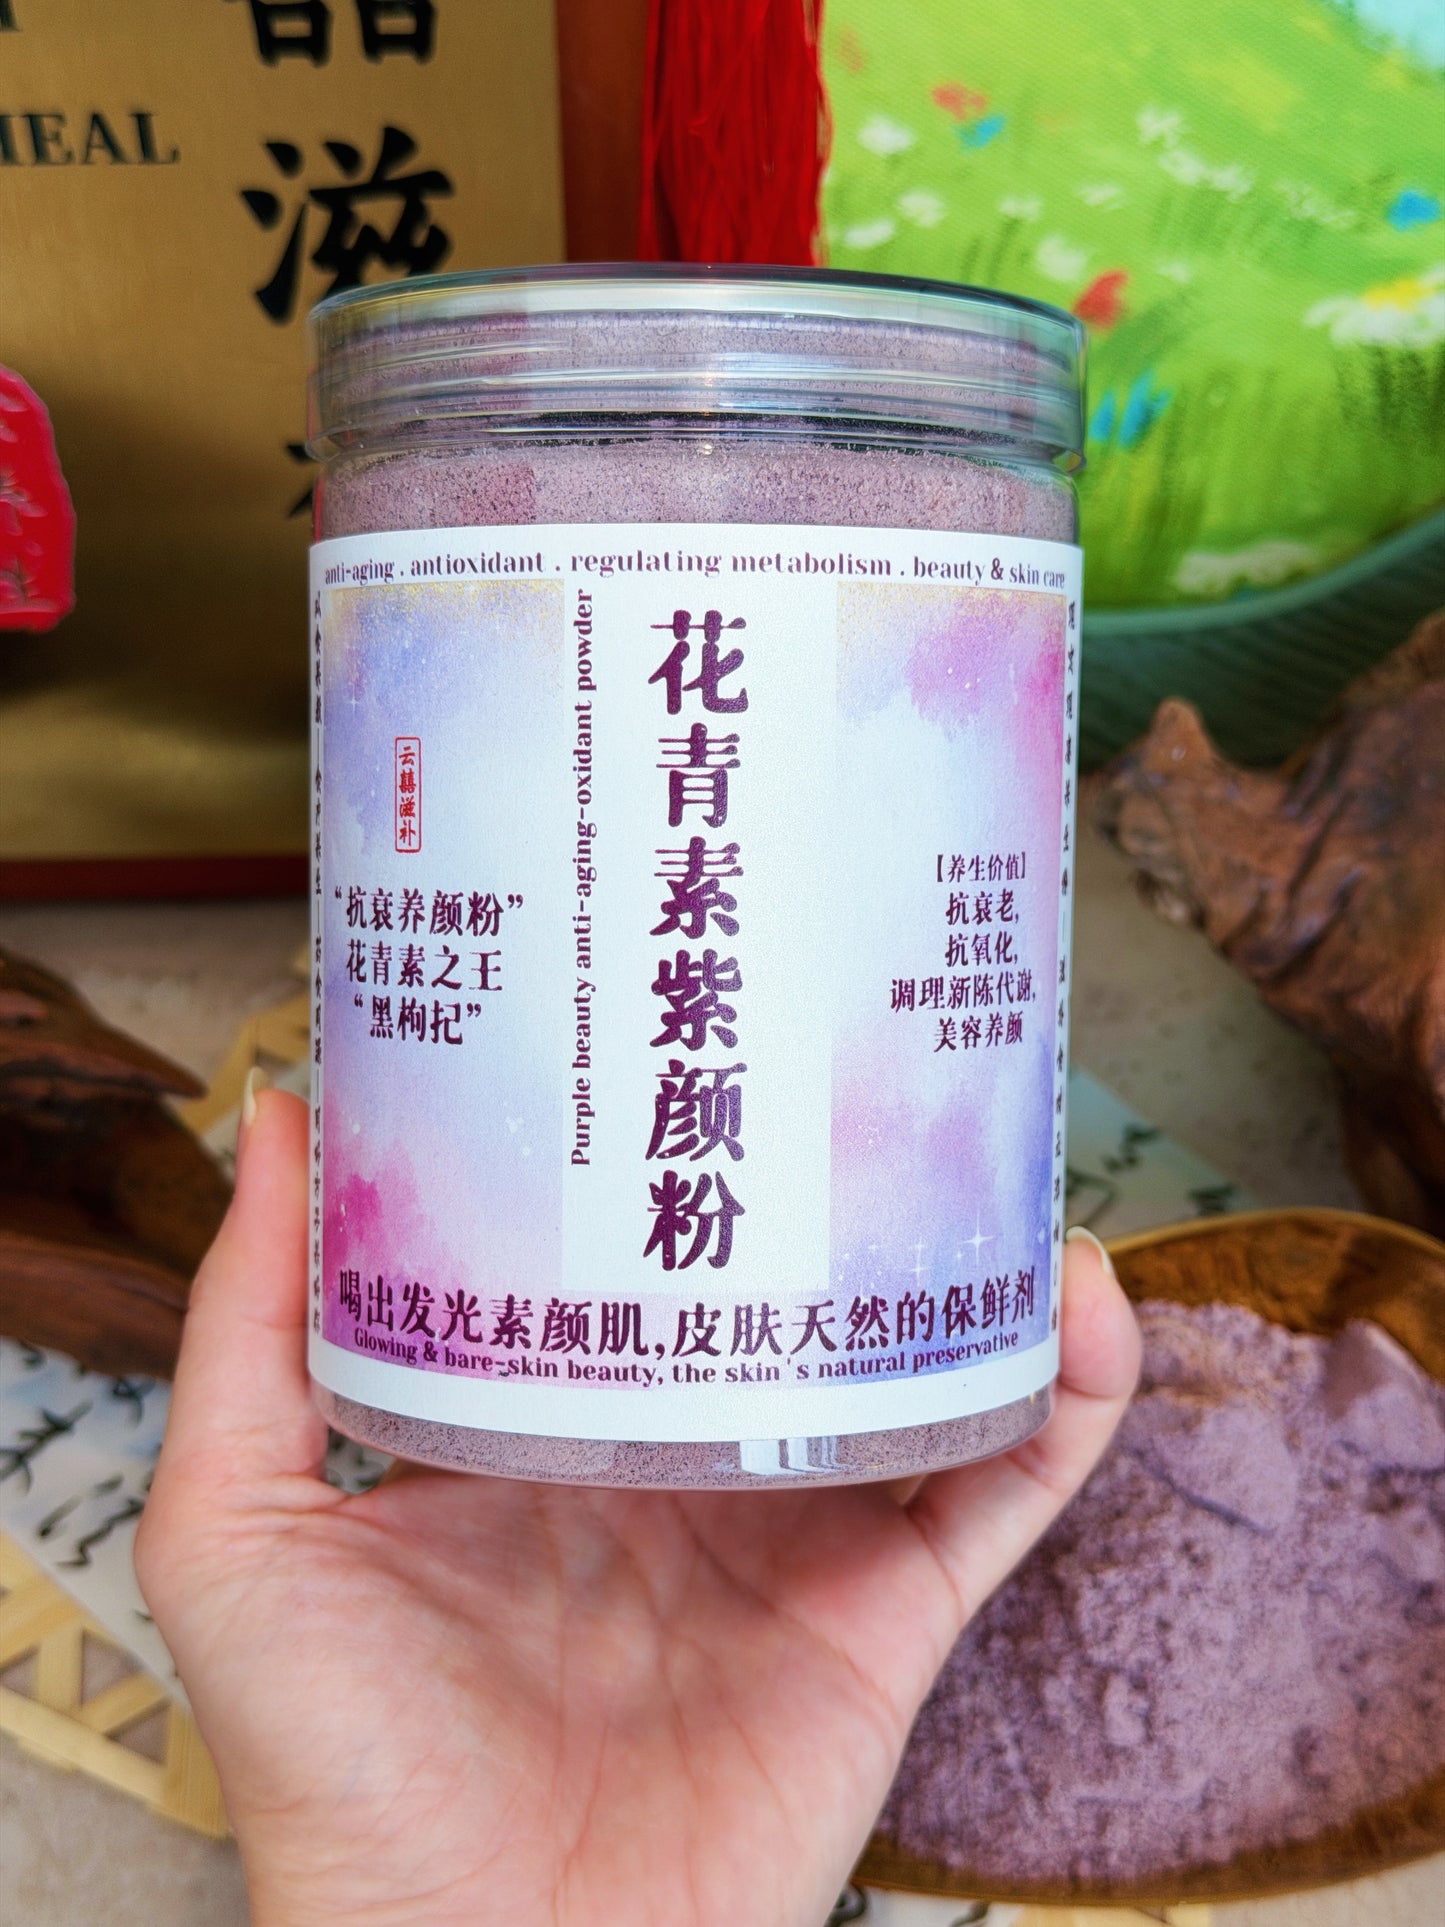 HEAL
滋
anti-aging . antioxidant . regulating metabolism . beauty & skin care
云囍滋补
“抗衰养颜粉”
花青素之王
“黑枸杞”
Purple beauty anti-aging-oxidant powder
花青素紫颜粉
【养生价值】
抗衰老,
抗氧化,
调理新陈代谢,
美容养颜
喝出发光素颜肌,皮肤天然的保鲜剂
Glowing & bare-skin beauty, the skin's natural preservative